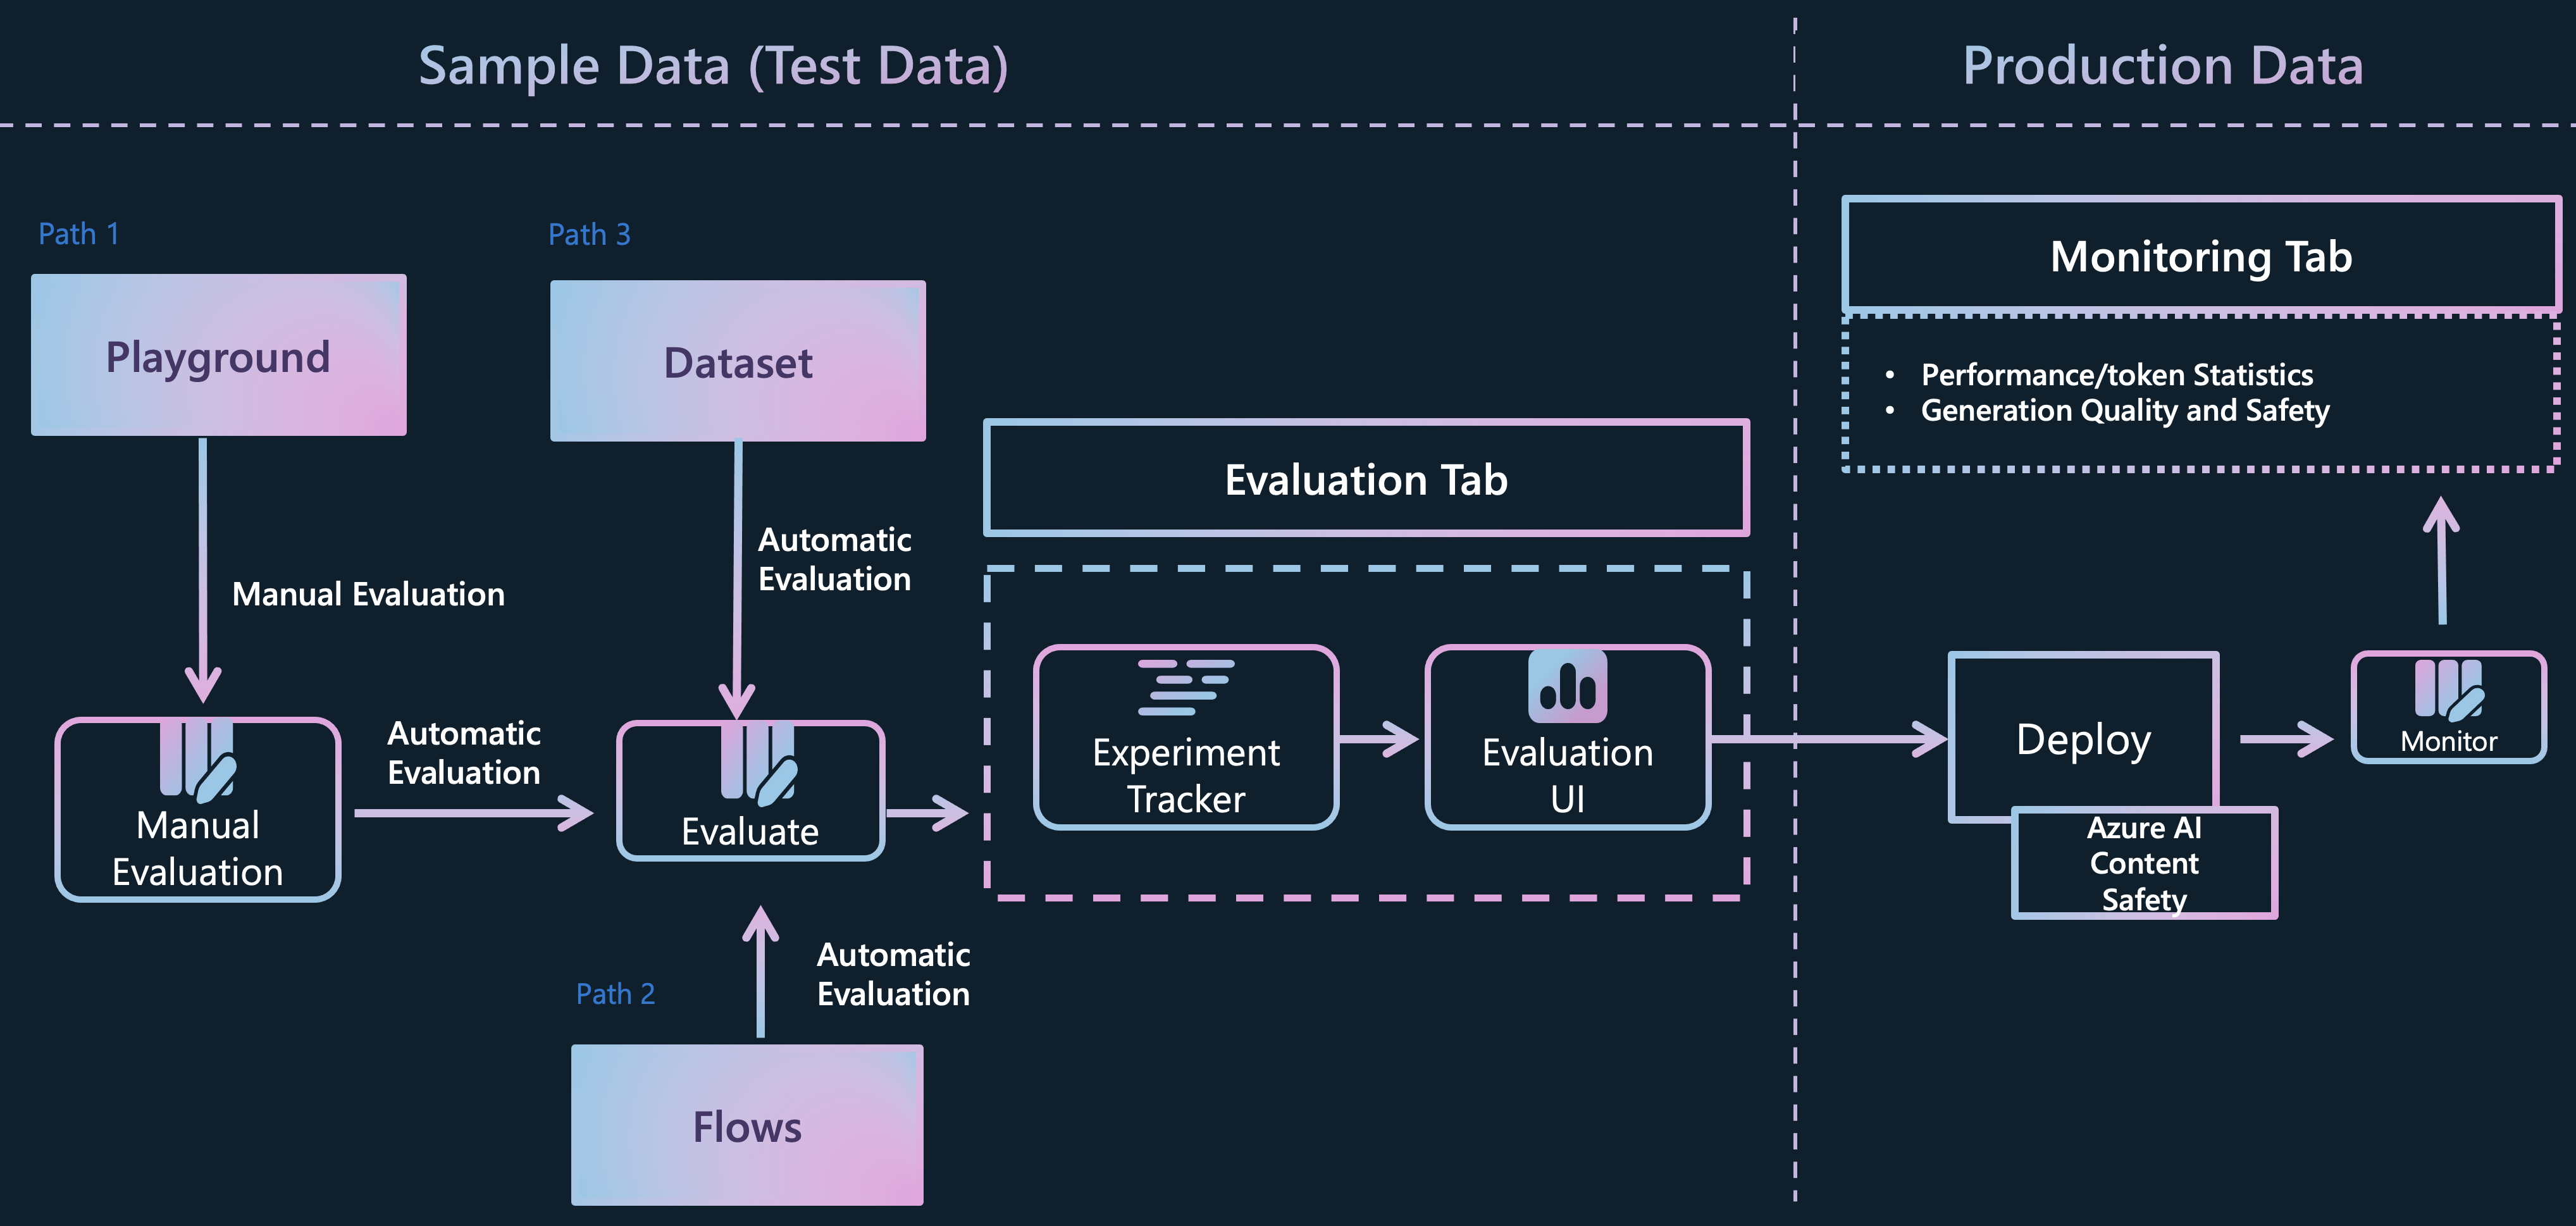 Sample Data (Test Data)
Production Data
Path 1
Playground
Manual Evaluation
Manual
Evaluation
Automatic
Evaluation
Path 3
Dataset
Automatic
Evaluation
Evaluate
Path 2
Automatic
Evaluation
Flows
Evaluation Tab
Experiment
Tracker
Evaluation
UI
Monitoring Tab
• Performance/token Statistics
• Generation Quality and Safety
Deploy
Azure AI
Content
Safety
Monitor